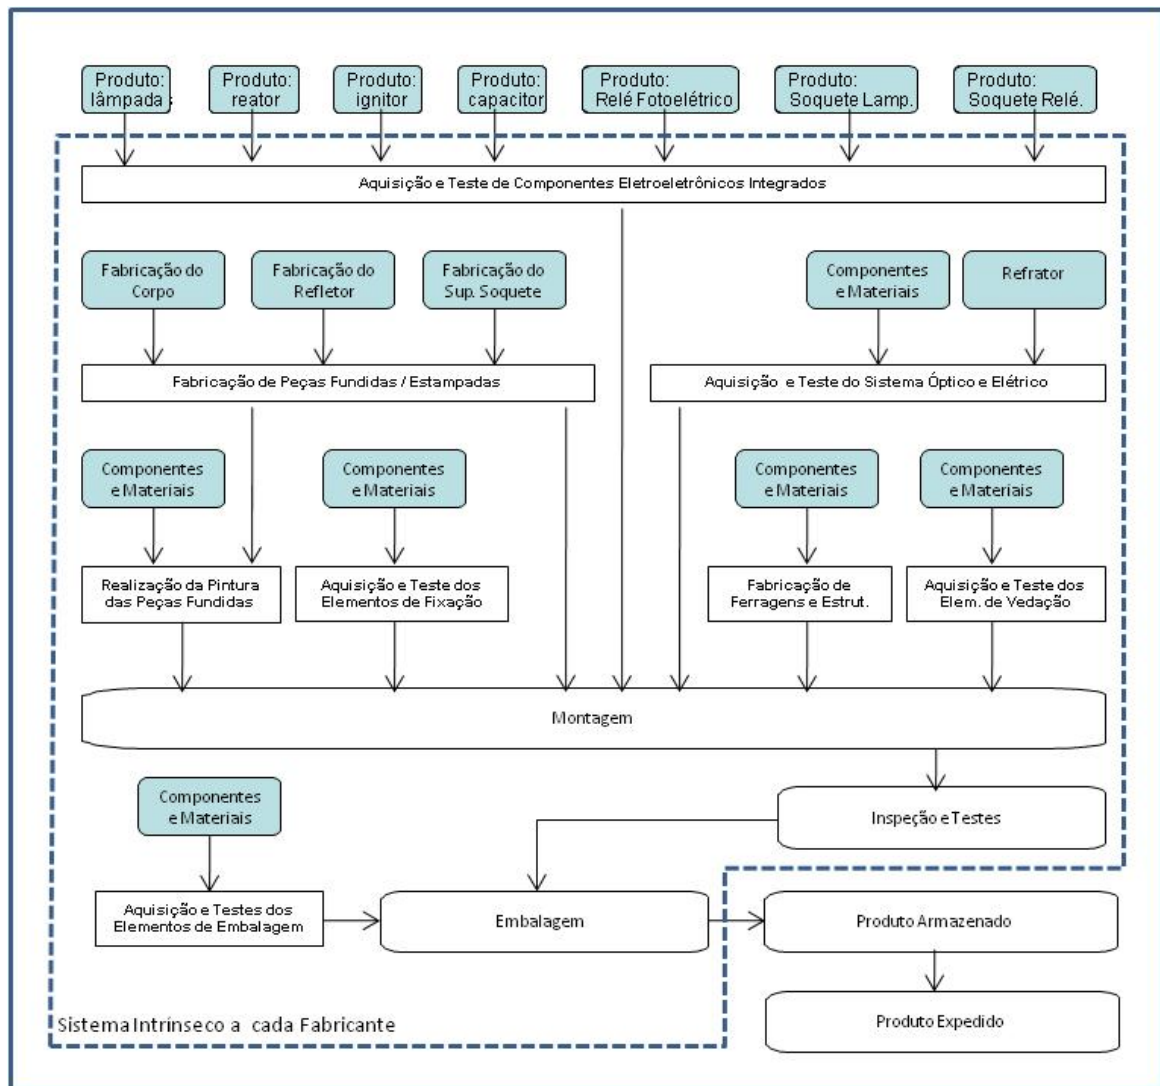 Produto:
lâmpadas
Produto:
reator
Produto:
ignitor
Produto:
capacitor
Produto:
Relé Fotoelétrico
Produto:
Soquete Lamp.
Produto:
Soquete Relé.
Aquisição e Teste de Componentes Eletroeletrônicos Integrados
Fabricação do
Corpo
Fabricação do
Refletor
Fabricação do
Sup. Soquete
Componentes
e Materiais
Refrator
Fabricação de Peças Fundidas / Estampadas
Aquisição e Teste do Sistema Óptico e Elétrico
Componentes
e Materiais
Componentes
e Materiais
Componentes
e Materiais
Componentes
e Materiais
Realização da Pintura
das Peças Fundidas
Aquisição e Teste dos
Elementos de Fixação
Fabricação de
Ferragens e Estrut.
Aquisição e Teste dos
Elem. de Vedação
Montagem
Componentes
e Materiais
Inspeção e Testes
Aquisição e Testes dos
Elementos de Embalagem
Embalagem
Produto Armazenado
Produto Expedido
Sistema Intrínseco a cada Fabricante